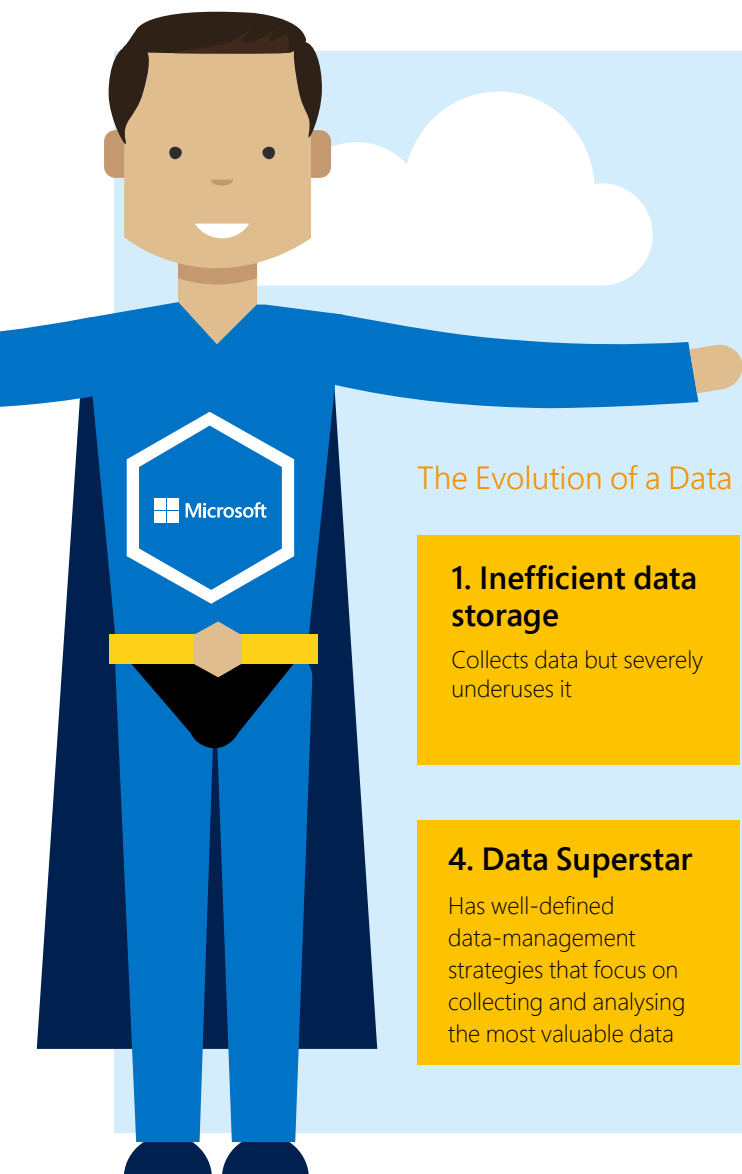 The Evolution of a Data
Microsoft
1. Inefficient data
storage
Collects data but severely
underuses it
4. Data Superstar
Has well-defined
data-management
strategies that focus on
collecting and analysing
the most valuable data